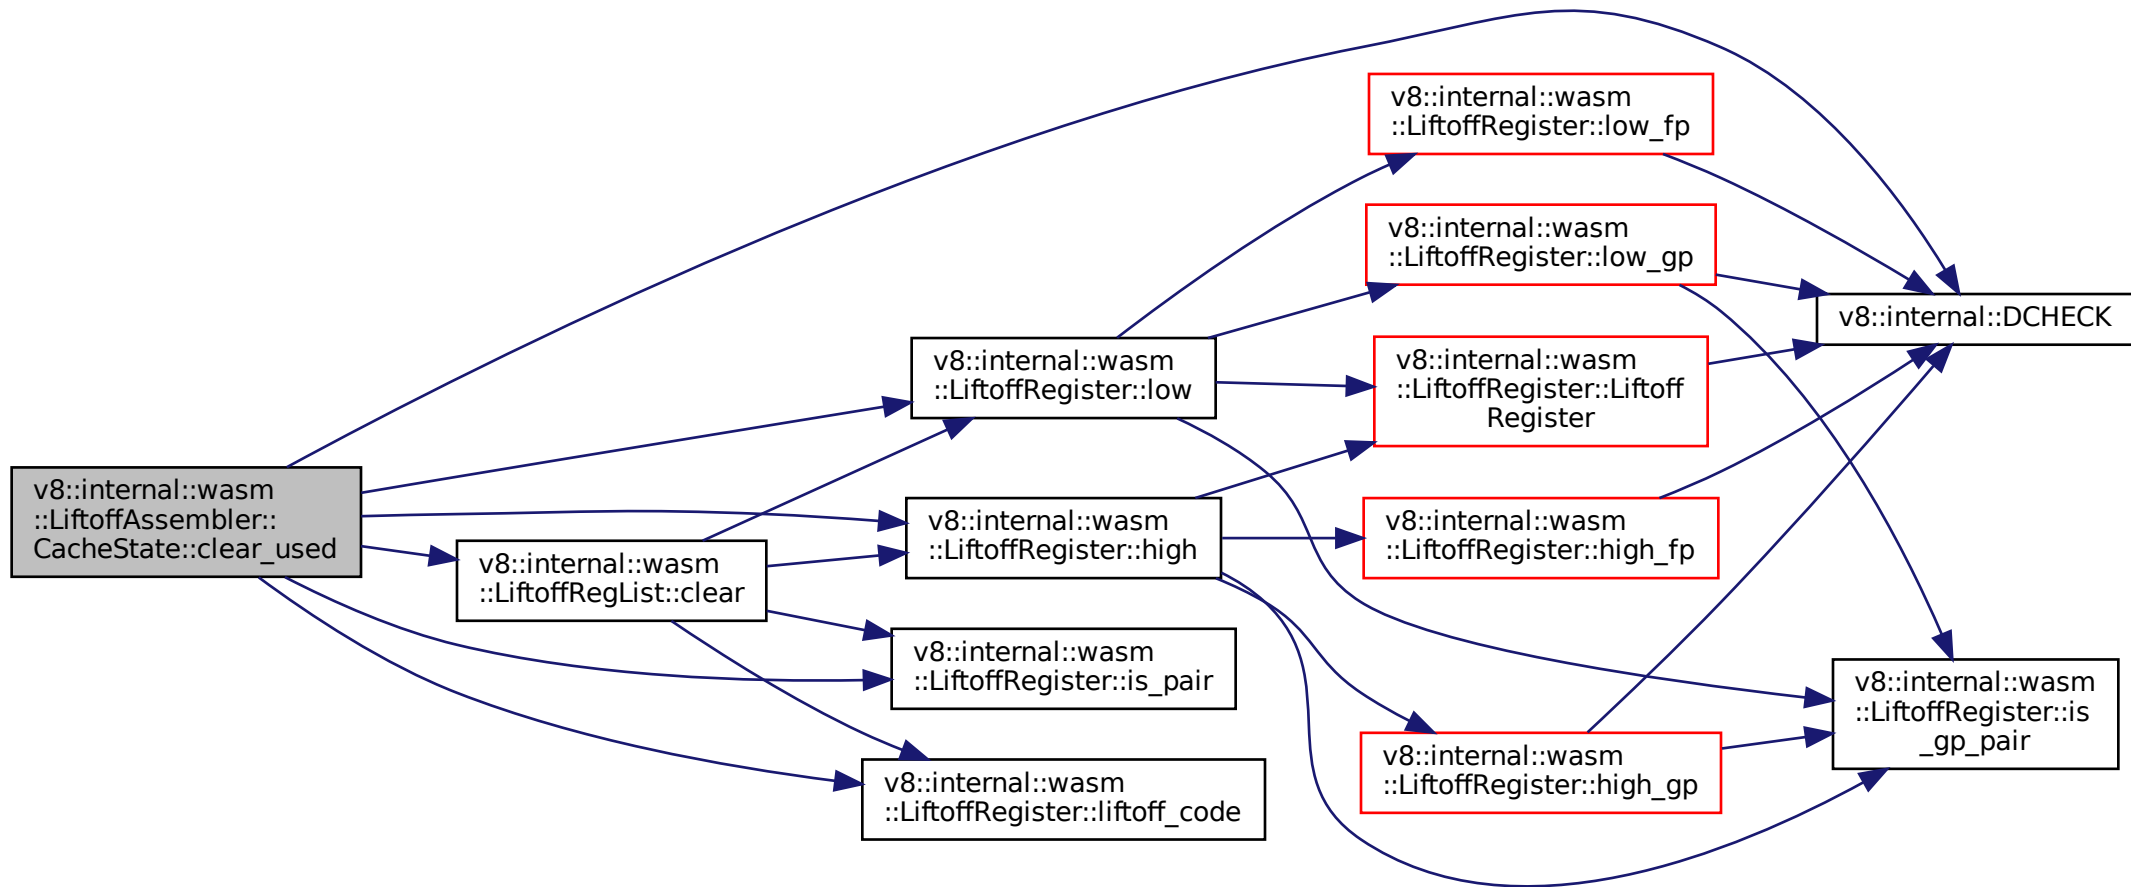 v8::internal::wasm
::LiftoffAssembler::
CacheState::clear_used
v8::internal::wasm
::LiftoffRegList::clear
v8::internal::wasm
::LiftoffRegister::low
v8::internal::wasm
::LiftoffRegister::high
v8::internal::wasm
::LiftoffRegister::is_pair
v8::internal::wasm
::LiftoffRegister::liftoff_code
v8::internal::wasm
::LiftoffRegister::low_fp
v8::internal::wasm
::LiftoffRegister::low_gp
v8::internal::wasm
::LiftoffRegister::Liftoff
Register
v8::internal::wasm
::LiftoffRegister::high_fp
v8::internal::wasm
::LiftoffRegister::high_gp
v8::internal::DCHECK
v8::internal::wasm
::LiftoffRegister::is
_gp_pair